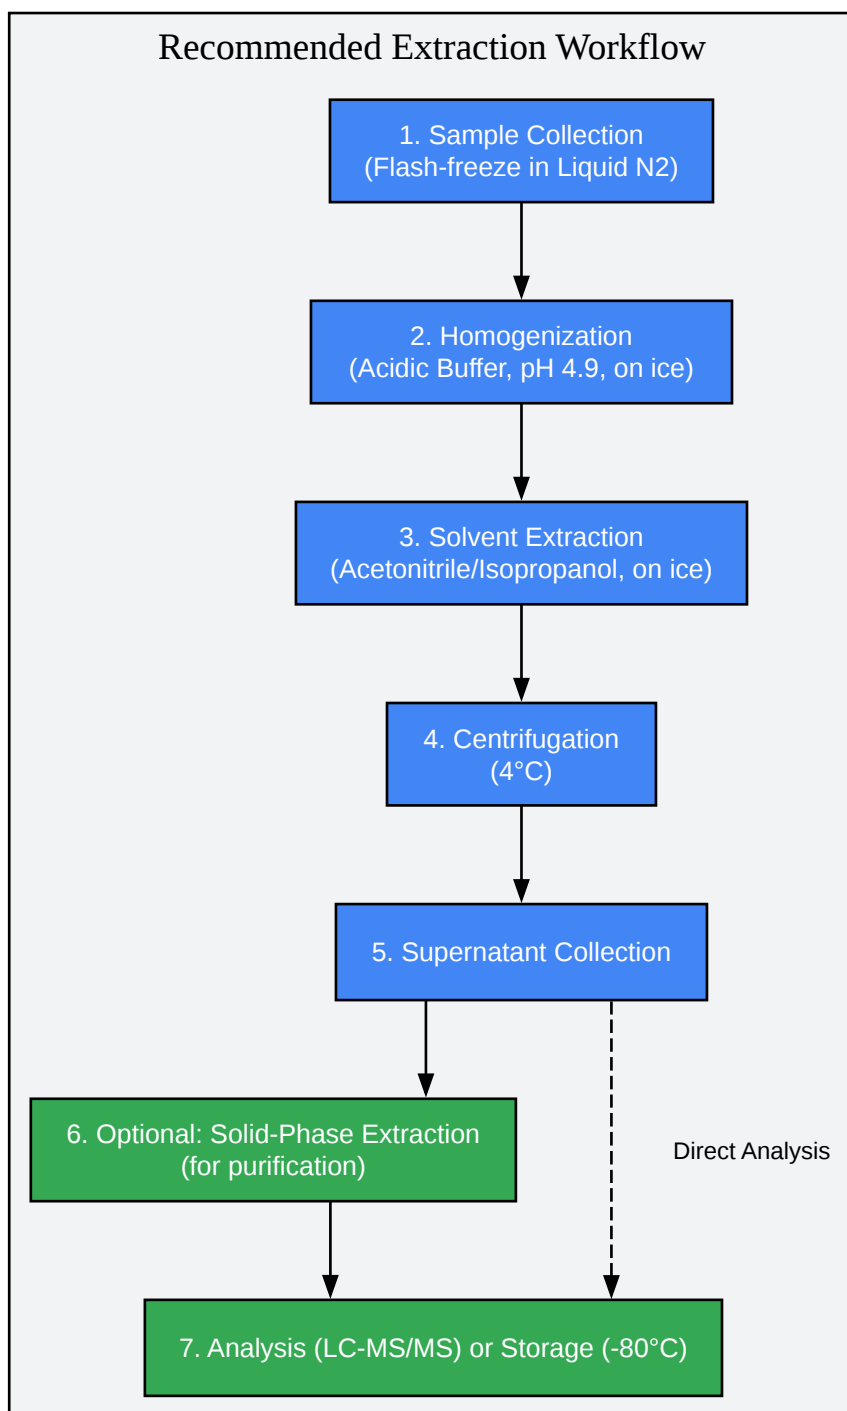 Recommended Extraction Workflow
1. Sample Collection
(Flash-freeze in Liquid N2)
2. Homogenization
(Acidic Buffer, pH 4.9, on ice)
3. Solvent Extraction
(Acetonitrile/Isopropanol, on ice)
4. Centrifugation
(4°C)
5. Supernatant Collection
6. Optional: Solid-Phase Extraction
(for purification)
Direct Analysis
7. Analysis (LC-MS/MS) or Storage (-80°C)